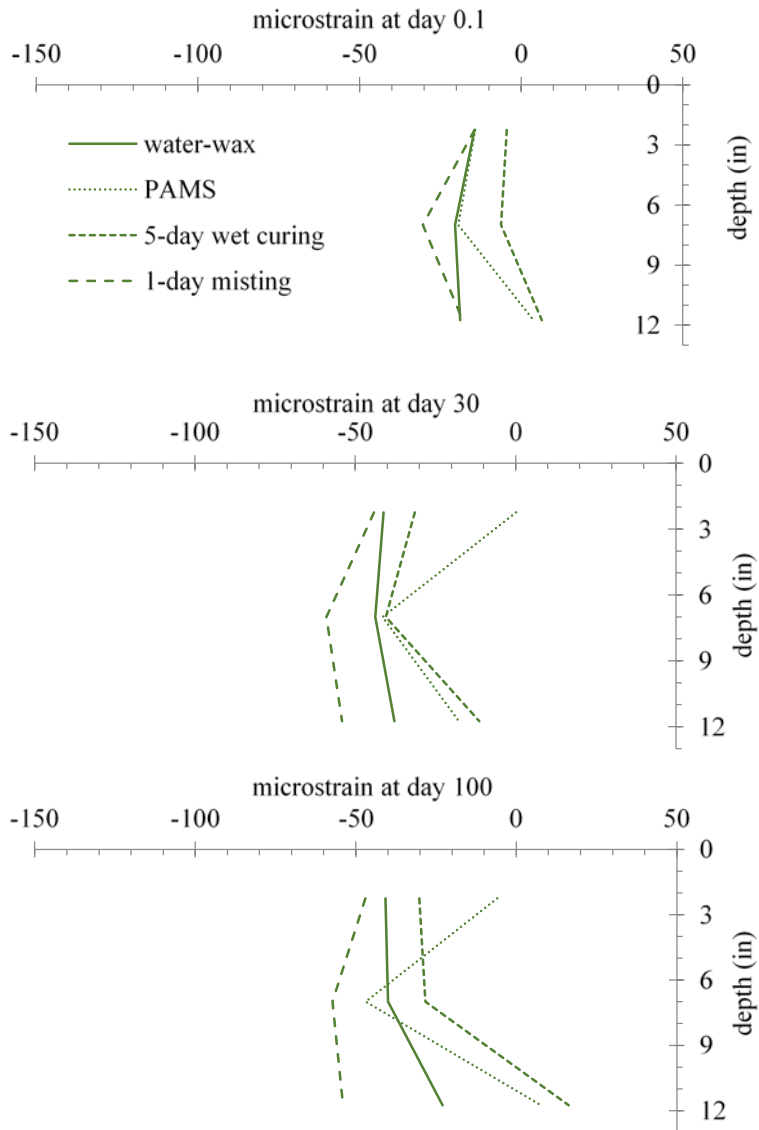 microstrain at day 0.1
-150 -100 -50 0 50
0
3
6
9
12
depth (in)
water-wax
PAMS
5-day wet curing
1-day misting
microstrain at day 30
-150 -100 -50 0 50
0
3
6
9
12
depth (in)
microstrain at day 100
-150 -100 -50 0 50
0
3
6
9
12
depth (in)